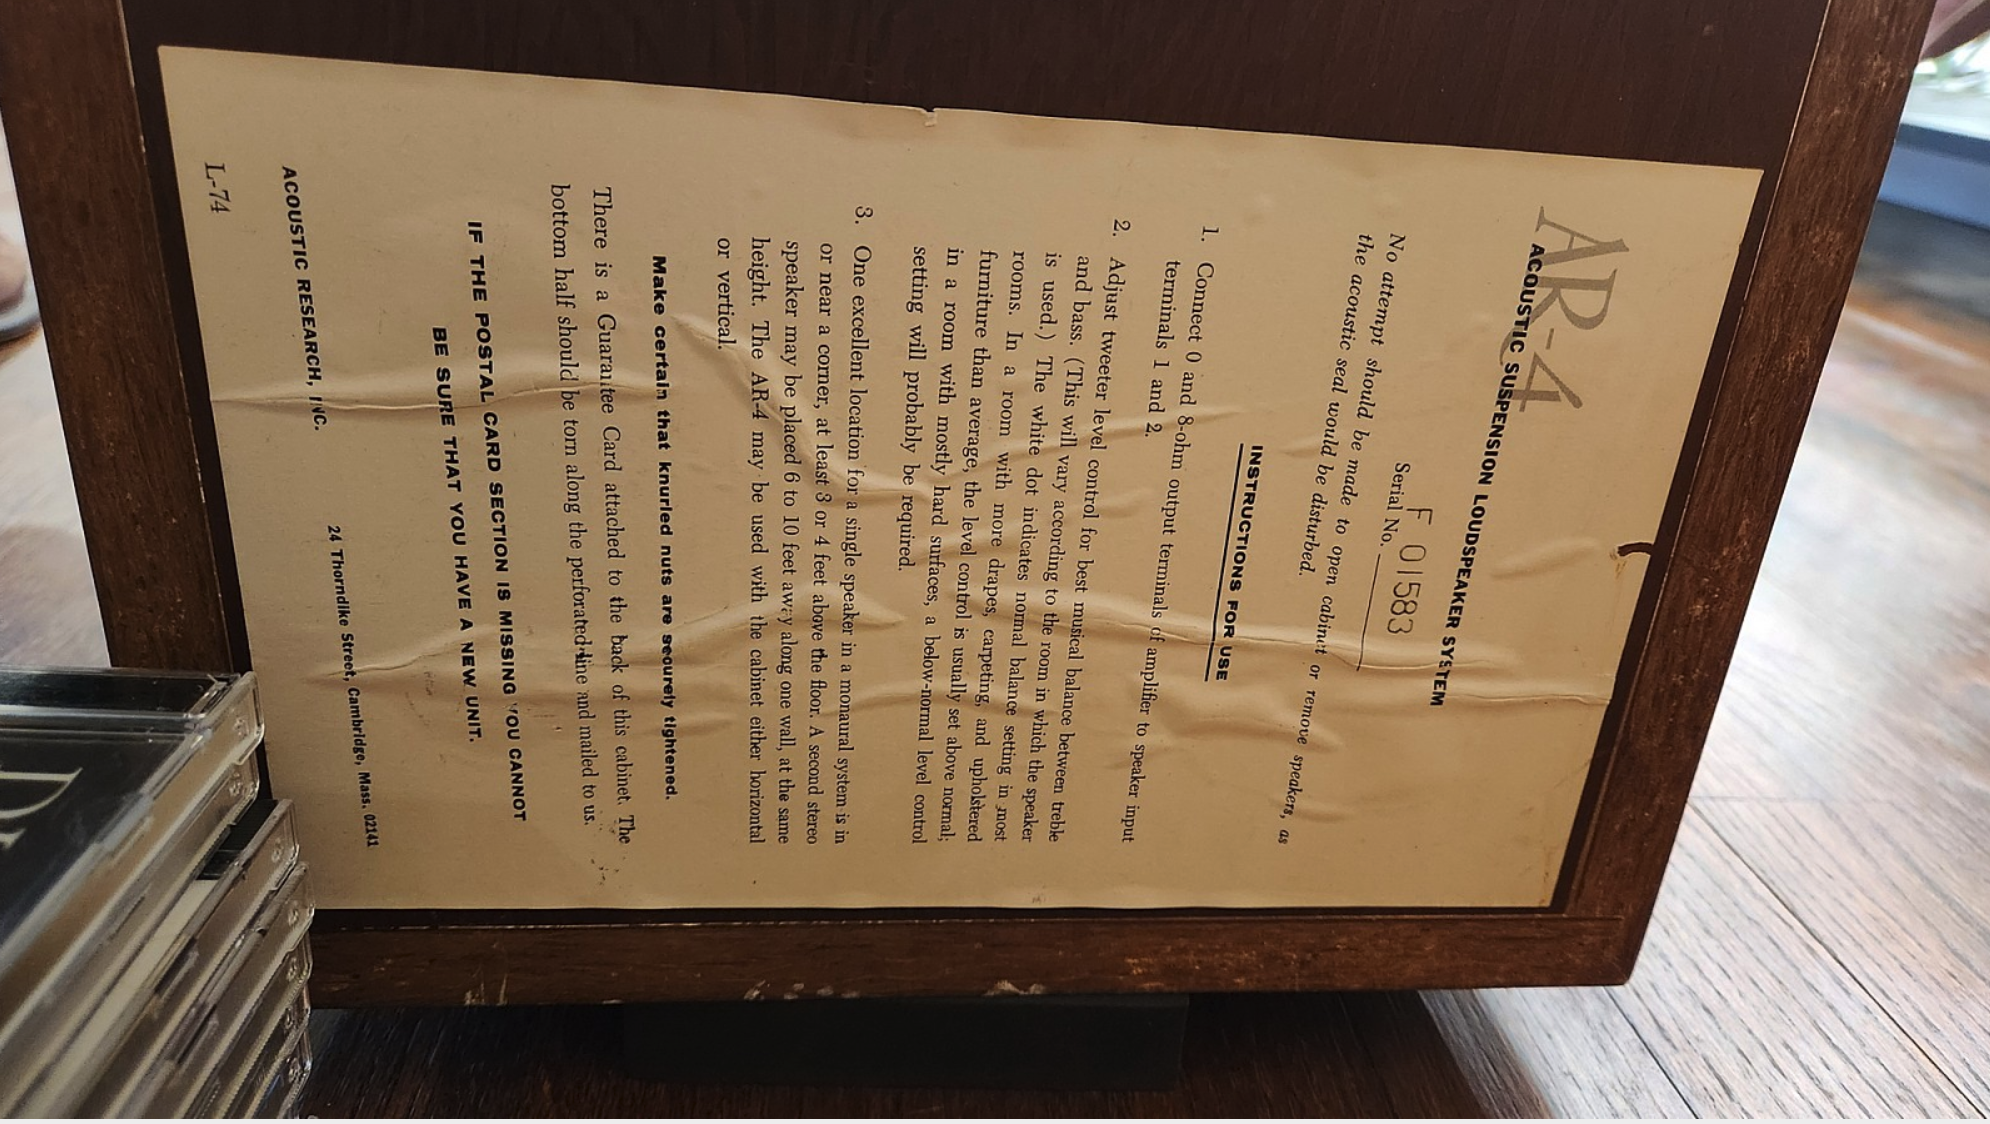 AR-4
ACOUSTIC SUSPENSION LOUDSPEAKER SYSTEM
Serial No. F 01583
No attempt should be made to open cabinet or remove speakers, as
the acoustic seal would be disturbed.
INSTRUCTIONS FOR USE
1. Connect 0 and 8-ohm output terminals of amplifier to speaker input
terminals 1 and 2.
2. Adjust tweeter level control for best musical balance between treble
and bass. (This will vary according to the room in which the speaker
is used.) The white dot indicates normal balance setting in most
rooms. In a room with more drapes, carpeting, and upholstered
furniture than average, the level control is usually set above normal;
in a room with mostly hard surfaces, a below-normal level control
setting will probably be required.
3. One excellent location for a single speaker in a monaural system is in
or near a corner, at least 3 or 4 feet above the floor. A second stereo
speaker may be placed 6 to 10 feet away along one wall, at the same
height. The AR-4 may be used with the cabinet either horizontal
or vertical.
Make certain that knurled nuts are securely tightened.
There is a Guarantee Card attached to the back of this cabinet. The
bottom half should be torn along the perforated line and mailed to us.
IF THE POSTAL CARD SECTION IS MISSING YOU CANNOT
BE SURE THAT YOU HAVE A NEW UNIT.
ACOUSTIC RESEARCH, INC.
24 Thorndike Street, Cambridge, Mass. 02141
L-74